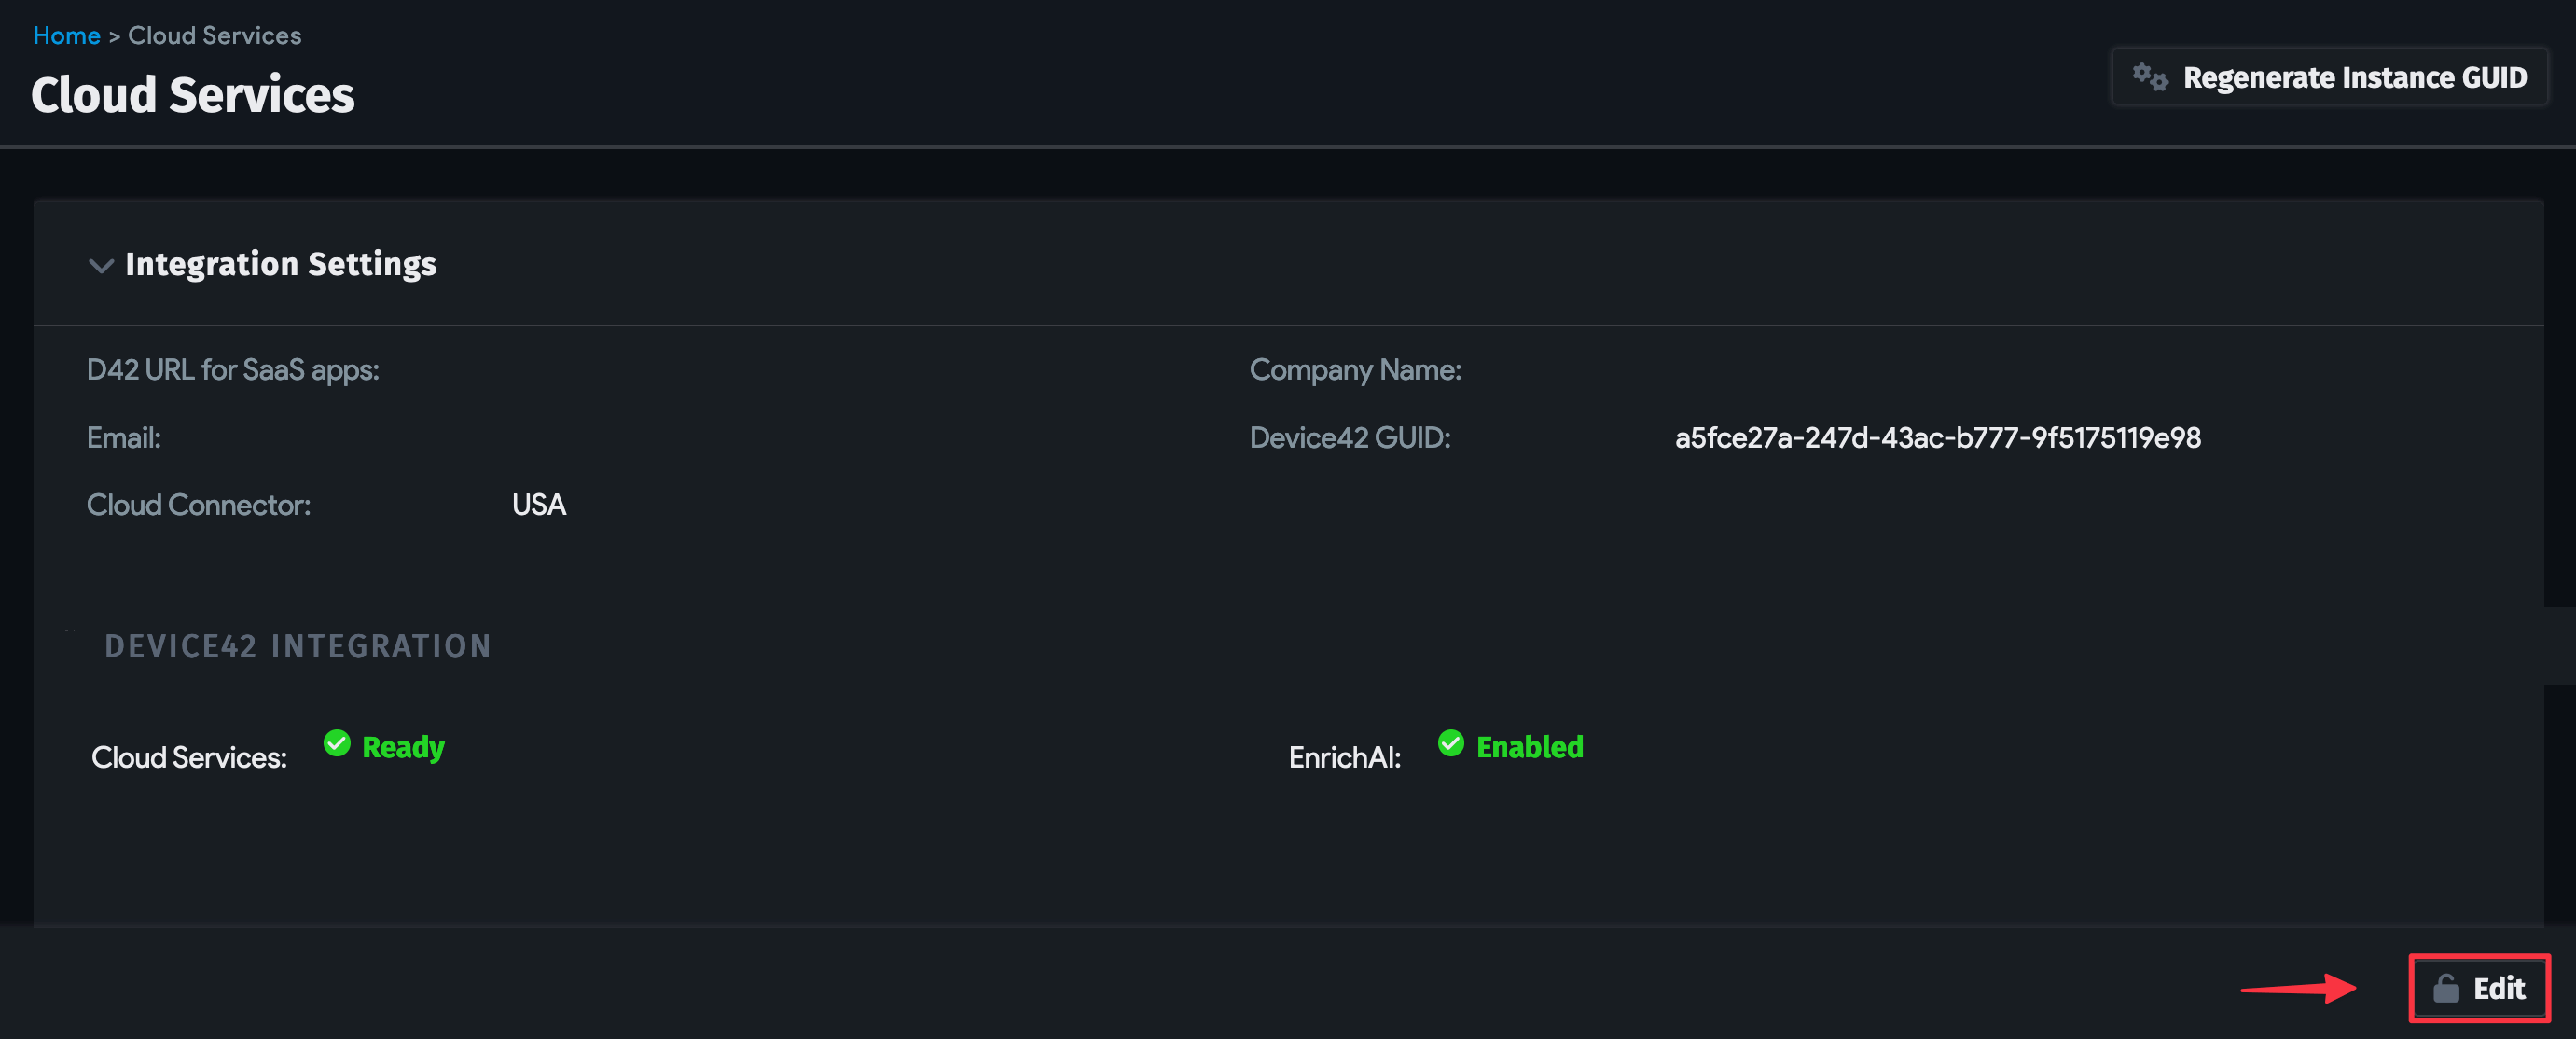 Home > Cloud Services
Cloud Services
Regenerate Instance GUID
Integration Settings
D42 URL for SaaS apps:
Company Name:
Email:
Device42 GUID: a5fce27a-247d-43ac-b777-9f5175119e98
Cloud Connector: USA
DEVICE42 INTEGRATION
Cloud Services: Ready
EnrichAI: Enabled
Edit